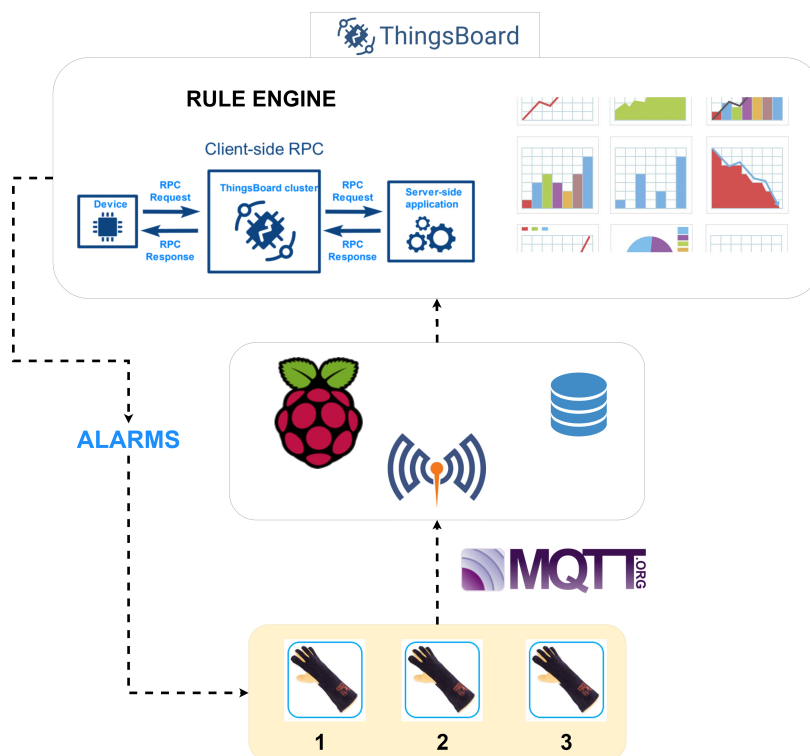 ThingsBoard
RULE ENGINE
Client-side RPC
Device
RPC
Request
RPC
Response
ThingsBoard cluster
RPC
Request
RPC
Response
Server-side
application
ALARMS
MQTT.ORG
1
2
3